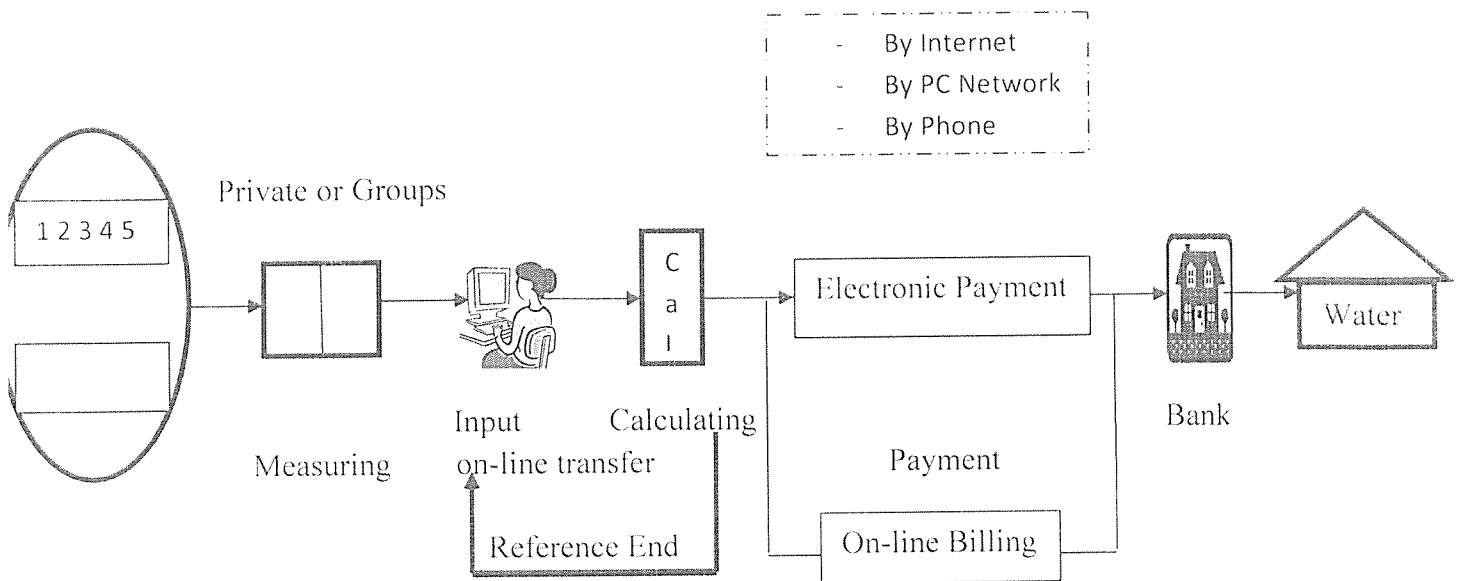 - By Internet
- By PC Network
- By Phone
Private or Groups
1 2 3 4 5
C
a
l
Electronic Payment
Water
Input
on-line transfer
Calculating
Measuring
Bank
Payment
Reference End
On-line Billing